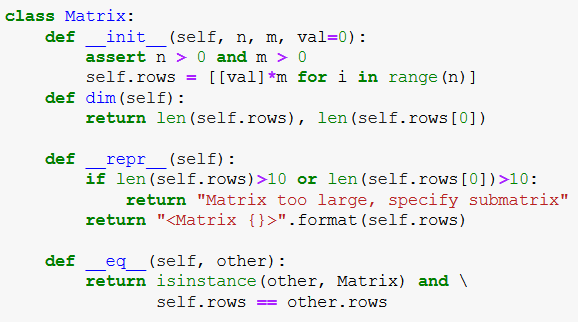 class Matrix:
    def __init__(self, n, m, val=0):
        assert n > 0 and m > 0
        self.rows = [[val]*m for i in range(n)]
    def dim(self):
        return len(self.rows), len(self.rows[0])

    def __repr__(self):
        if len(self.rows)>10 or len(self.rows[0])>10:
            return "Matrix too large, specify submatrix"
        return "<Matrix {}>".format(self.rows)

    def __eq__(self, other):
        return isinstance(other, Matrix) and \
               self.rows == other.rows